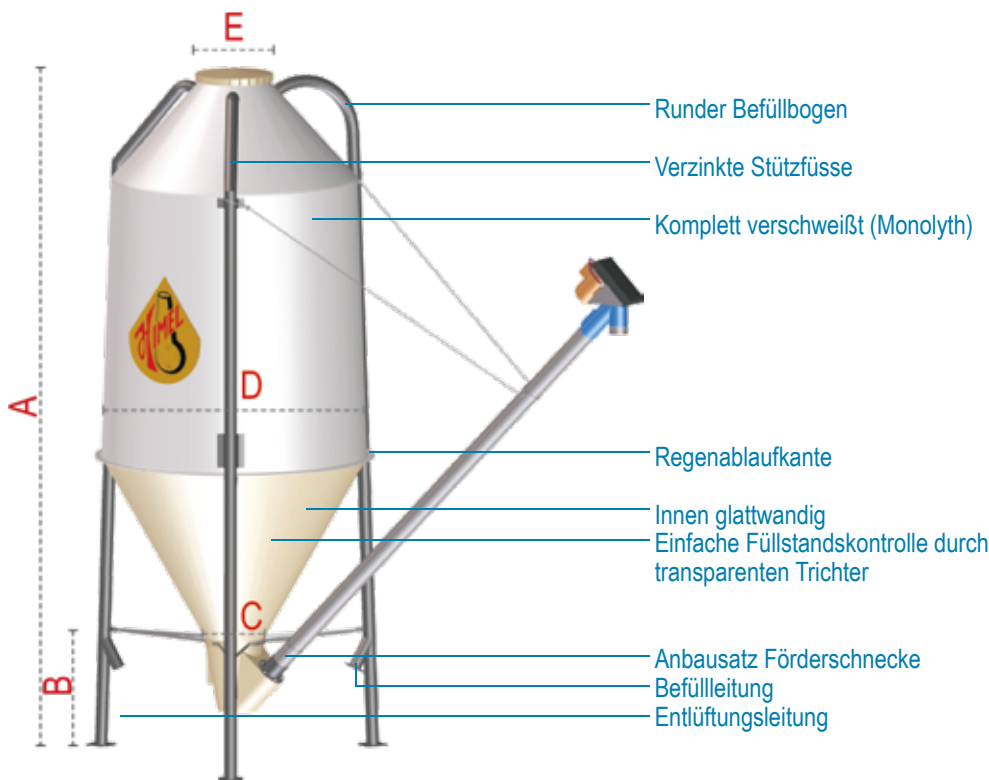 E
Runder Befüllbogen
Verzinkte Stützfüsse
Komplett verschweißt (Monolyth)
HIMEL
D
A
Regenablaufkante
Innen glattwandig
Einfache Füllstandskontrolle durch
transparenten Trichter
C
B
Anbausatz Förderschnecke
Befüllleitung
Entlüftungsleitung